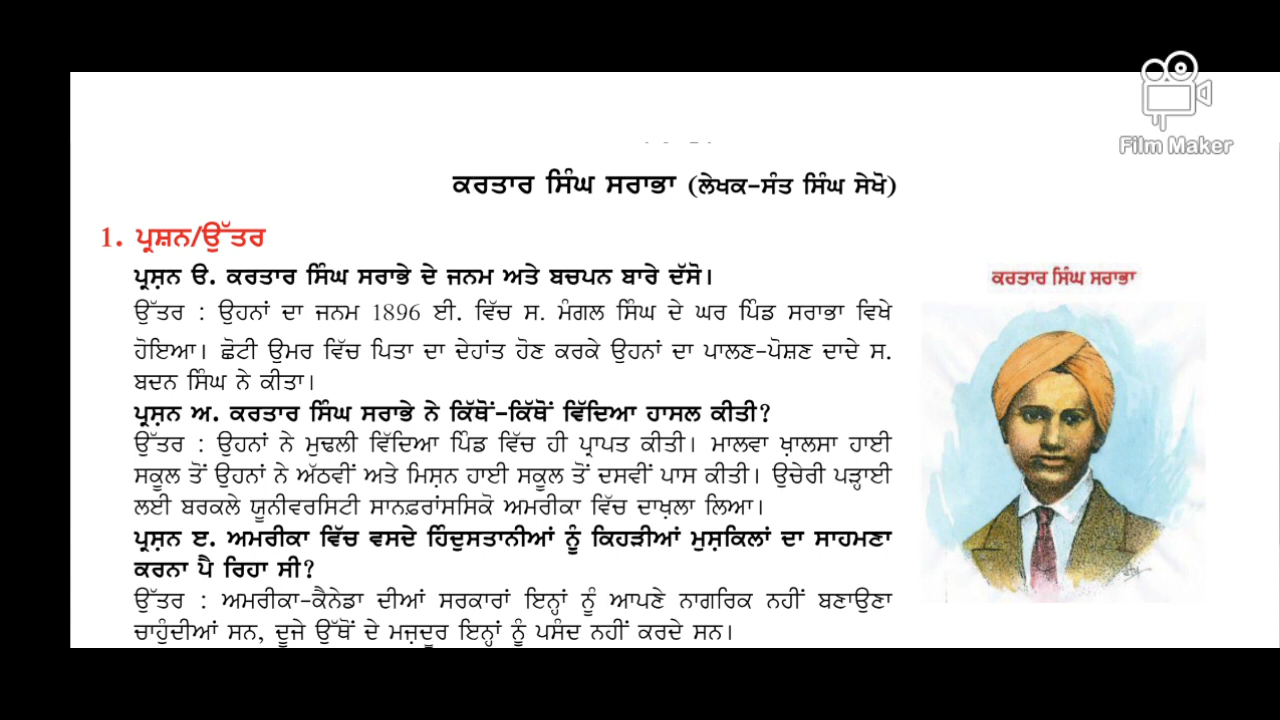 Film Maker
ਕਰਤਾਰ ਸਿੰਘ ਸਰਾਭਾ (ਲੇਖਕ-ਸੰਤ ਸਿੰਘ ਸੇਖੋ)
1. ਪ੍ਰਸ਼ਨ/ਉੱਤਰ
ਪ੍ਰਸ਼ਨ ੳ. ਕਰਤਾਰ ਸਿੰਘ ਸਰਾਭੇ ਦੇ ਜਨਮ ਅਤੇ ਬਚਪਨ ਬਾਰੇ ਦੱਸੋ।
ਉੱਤਰ : ਉਹਨਾਂ ਦਾ ਜਨਮ 1896 ਈ. ਵਿੱਚ ਸ. ਮੰਗਲ ਸਿੰਘ ਦੇ ਘਰ ਪਿੰਡ ਸਰਾਭਾ ਵਿਖੇ
ਹੋਇਆ। ਛੋਟੀ ਉਮਰ ਵਿੱਚ ਪਿਤਾ ਦਾ ਦੇਹਾਂਤ ਹੋਣ ਕਰਕੇ ਉਹਨਾਂ ਦਾ ਪਾਲਣ-ਪੋਸ਼ਣ ਦਾਦੇ ਸ.
ਬਦਨ ਸਿੰਘ ਨੇ ਕੀਤਾ।
ਪ੍ਰਸ਼ਨ ਅ. ਕਰਤਾਰ ਸਿੰਘ ਸਰਾਭੇ ਨੇ ਕਿੱਥੋਂ-ਕਿੱਥੋਂ ਵਿੱਦਿਆ ਹਾਸਲ ਕੀਤੀ?
ਉੱਤਰ : ਉਹਨਾਂ ਨੇ ਮੁਢਲੀ ਵਿੱਦਿਆ ਪਿੰਡ ਵਿੱਚ ਹੀ ਪ੍ਰਾਪਤ ਕੀਤੀ। ਮਾਲਵਾ ਖ਼ਾਲਸਾ ਹਾਈ
ਸਕੂਲ ਤੋਂ ਉਹਨਾਂ ਨੇ ਅੱਠਵੀਂ ਅਤੇ ਮਿਸ਼ਨ ਹਾਈ ਸਕੂਲ ਤੋਂ ਦਸਵੀਂ ਪਾਸ ਕੀਤੀ। ਉਚੇਰੀ ਪੜ੍ਹਾਈ
ਲਈ ਬਰਕਲੇ ਯੂਨੀਵਰਸਿਟੀ ਸਾਨਫ਼ਰਾਂਸਸਿਕੋ ਅਮਰੀਕਾ ਵਿੱਚ ਦਾਖ਼ਲਾ ਲਿਆ।
ਪ੍ਰਸ਼ਨ ੲ. ਅਮਰੀਕਾ ਵਿੱਚ ਵਸਦੇ ਹਿੰਦੁਸਤਾਨੀਆਂ ਨੂੰ ਕਿਹੜੀਆਂ ਮੁਸ਼ਕਿਲਾਂ ਦਾ ਸਾਹਮਣਾ
ਕਰਨਾ ਪੈ ਰਿਹਾ ਸੀ?
ਉੱਤਰ : ਅਮਰੀਕਾ-ਕੈਨੇਡਾ ਦੀਆਂ ਸਰਕਾਰਾਂ ਇਨ੍ਹਾਂ ਨੂੰ ਆਪਣੇ ਨਾਗਰਿਕ ਨਹੀਂ ਬਣਾਉਣਾ
ਚਾਹੁੰਦੀਆਂ ਸਨ, ਦੂਜੇ ਉੱਥੋਂ ਦੇ ਮਜ਼ਦੂਰ ਇਨ੍ਹਾਂ ਨੂੰ ਪਸੰਦ ਨਹੀਂ ਕਰਦੇ ਸਨ।
ਕਰਤਾਰ ਸਿੰਘ ਸਰਾਭਾ